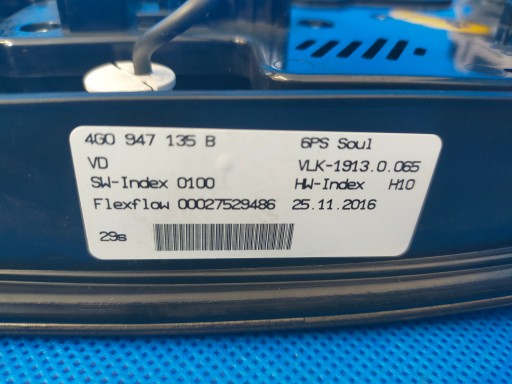 4G0 947 135 B 6PS Soul
VD VLK-1913.0.065
SW-Index 0100 HW-Index H10
Flexflow 00027529486 25.11.2016
29s